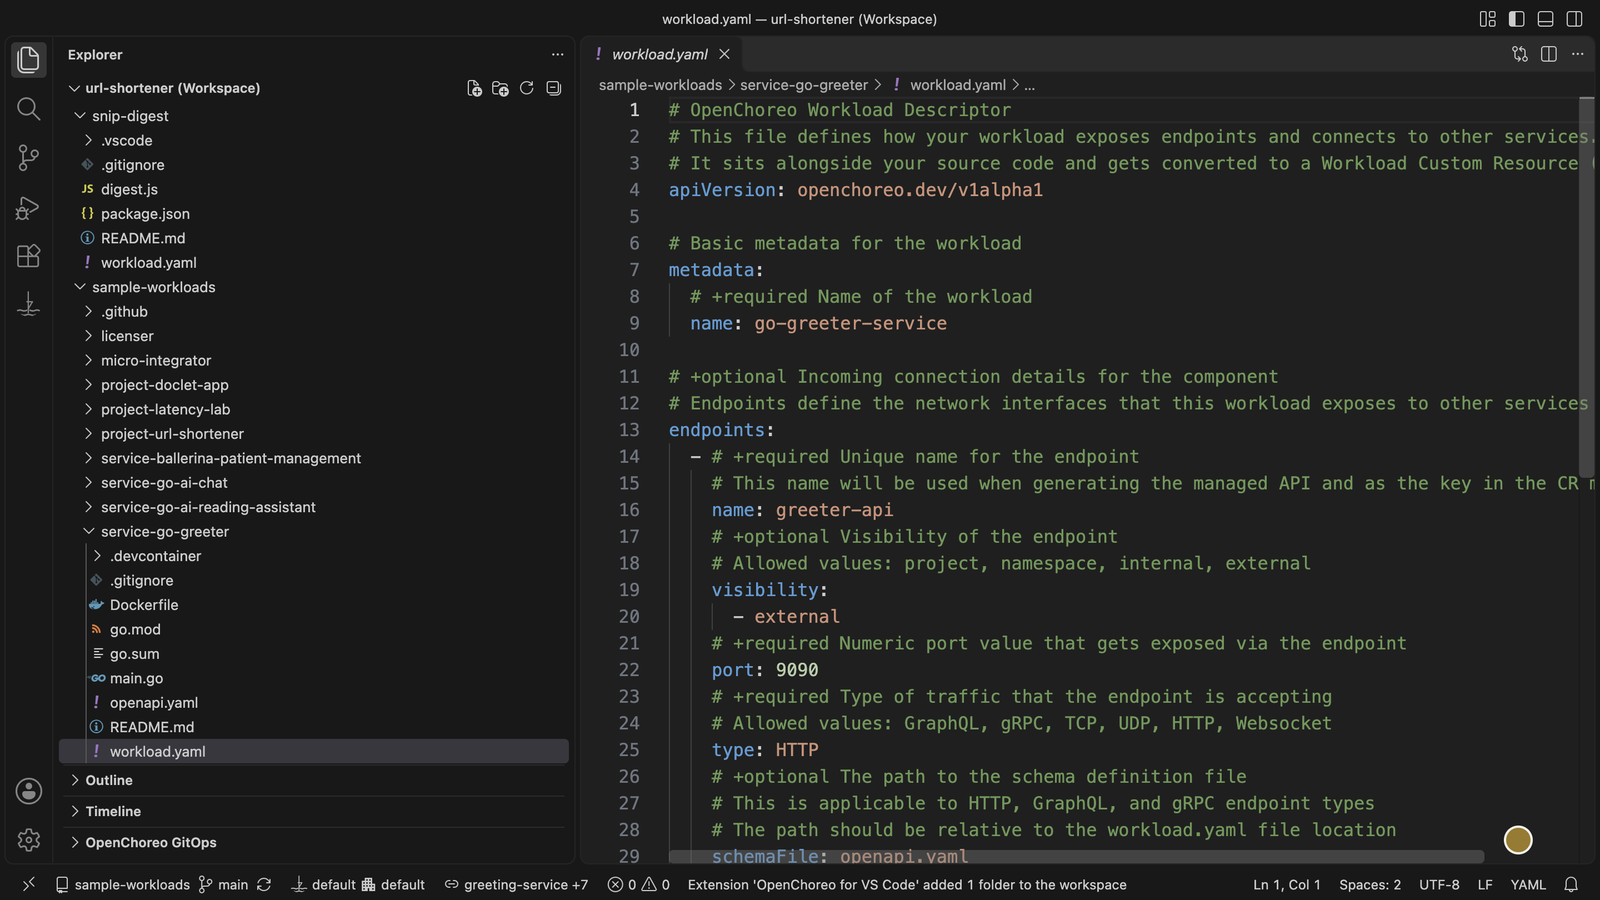 workload.yaml — url-shortener (Workspace)
Explorer
url-shortener (Workspace)
snip-digest
.vscode
.gitignore
JS digest.js
{} package.json
README.md
! workload.yaml
sample-workloads
.github
licenser
micro-integrator
project-doclet-app
project-latency-lab
project-url-shortener
service-ballerina-patient-management
service-go-ai-chat
service-go-ai-reading-assistant
service-go-greeter
.devcontainer
.gitignore
Dockerfile
go.mod
go.sum
main.go
! openapi.yaml
README.md
! workload.yaml
Outline
Timeline
OpenChoreo GitOps
! workload.yaml
sample-workloads > service-go-greeter > ! workload.yaml > ...
1 # OpenChoreo Workload Descriptor
2 # This file defines how your workload exposes endpoints and connects to other services.
3 # It sits alongside your source code and gets converted to a Workload Custom Resource (
4 apiVersion: openchoreo.dev/v1alpha1
5
6 # Basic metadata for the workload
7 metadata:
8 # +required Name of the workload
9 name: go-greeter-service
10
11 # +optional Incoming connection details for the component
12 # Endpoints define the network interfaces that this workload exposes to other services
13 endpoints:
14 - # +required Unique name for the endpoint
15 # This name will be used when generating the managed API and as the key in the CR m
16 name: greeter-api
17 # +optional Visibility of the endpoint
18 # Allowed values: project, namespace, internal, external
19 visibility:
20 - external
21 # +required Numeric port value that gets exposed via the endpoint
22 port: 9090
23 # +required Type of traffic that the endpoint is accepting
24 # Allowed values: GraphQL, gRPC, TCP, UDP, HTTP, Websocket
25 type: HTTP
26 # +optional The path to the schema definition file
27 # This is applicable to HTTP, GraphQL, and gRPC endpoint types
28 # The path should be relative to the workload.yaml file location
29 schemaFile: openapi.yaml
sample-workloads main default default greeting-service +7 0 0 Extension 'OpenChoreo for VS Code' added 1 folder to the workspace Ln 1, Col 1 Spaces: 2 UTF-8 LF YAML